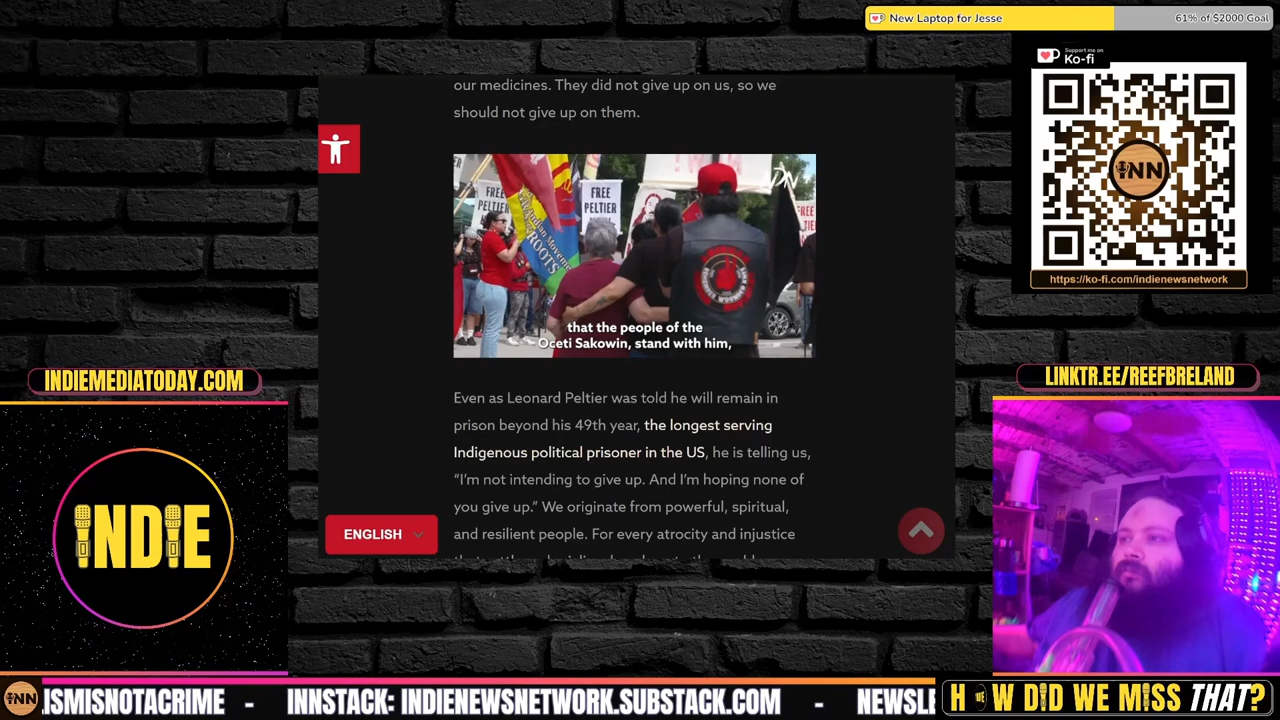 New Laptop for Jesse
61% of $2000 Goal
Support me on
Ko-fi
iNN
https://ko-fi.com/indienewsnetwork
our medicines. They did not give up on us, so we
should not give up on them.
FREE
PELTIER
FREE
PELTIER
FREE
Indian Movement
ROOTS
that the people of the
Oceti Sakowin, stand with him,
Even as Leonard Peltier was told he will remain in
prison beyond his 49th year, the longest serving
Indigenous political prisoner in the US, he is telling us,
“I’m not intending to give up. And I’m hoping none of
you give up.” We originate from powerful, spiritual,
and resilient people. For every atrocity and injustice
ENGLISH
INDIEMEDIATODAY.COM
LINKTR.EE/REEFBRELAND
INDIE
iNN
ISMISNOTACRIME - INNSTACK: INDIENEWSNETWORK.SUBSTACK.COM - NEWSLE
HOW DID WE MISS THAT?